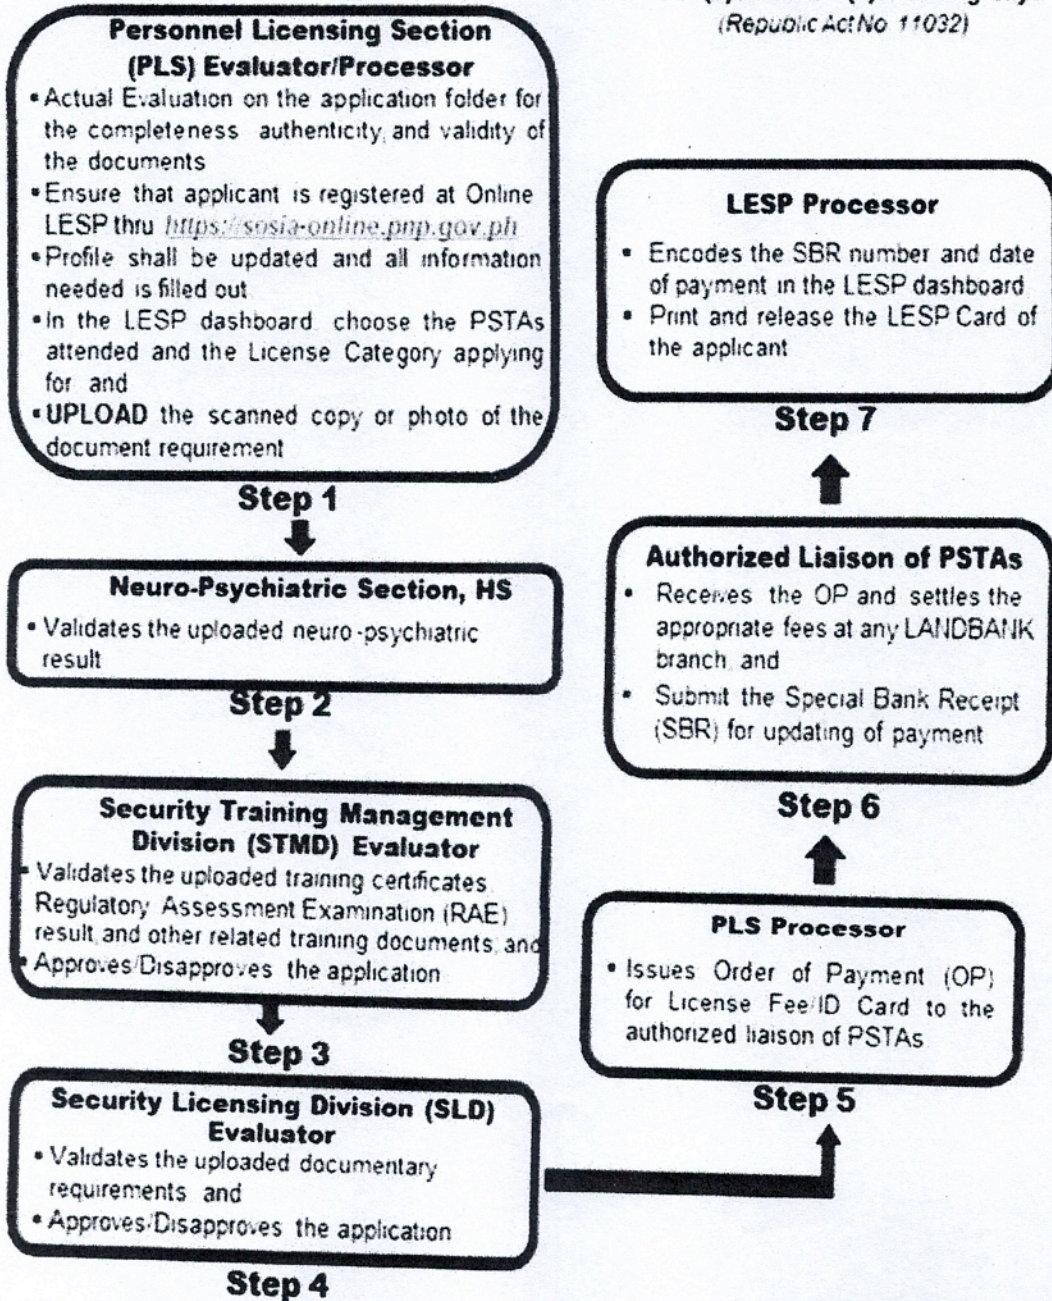 (Republic Act No 11032)
Personnel Licensing Section
(PLS) Evaluator/Processor
• Actual Evaluation on the application folder for
the completeness authenticity, and validity of
the documents
• Ensure that applicant is registered at Online
LESP thru https://sosia-online.pnp.gov.ph
• Profile shall be updated and all information
needed is filled out
• In the LESP dashboard choose the PSTAs
attended and the License Category applying
for and
• UPLOAD the scanned copy or photo of the
document requirement
Step 1
Neuro-Psychiatric Section, HS
• Validates the uploaded neuro-psychiatric
result
Step 2
Security Training Management
Division (STMD) Evaluator
• Validates the uploaded training certificates
Regulatory Assessment Examination (RAE)
result, and other related training documents, and
• Approves/Disapproves the application
Step 3
Security Licensing Division (SLD)
Evaluator
• Validates the uploaded documentary
requirements and
• Approves/Disapproves the application
Step 4
PLS Processor
• Issues Order of Payment (OP)
for License Fee/ID Card to the
authorized liaison of PSTAs
Step 5
Authorized Liaison of PSTAs
• Receives the OP and settles the
appropriate fees at any LANDBANK
branch, and
• Submit the Special Bank Receipt
(SBR) for updating of payment
Step 6
LESP Processor
• Encodes the SBR number and date
of payment in the LESP dashboard
• Print and release the LESP Card of
the applicant
Step 7